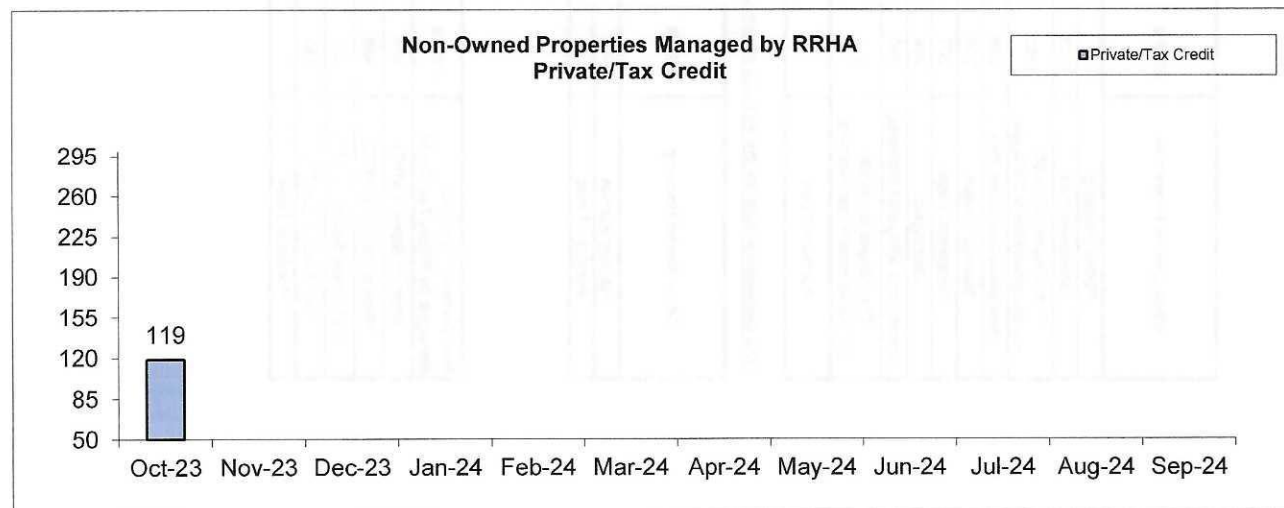 Non-Owned Properties Managed by RRHA
Private/Tax Credit
Private/Tax Credit
295
260
225
190
155
120
85
50
119
Oct-23 Nov-23 Dec-23 Jan-24 Feb-24 Mar-24 Apr-24 May-24 Jun-24 Jul-24 Aug-24 Sep-24